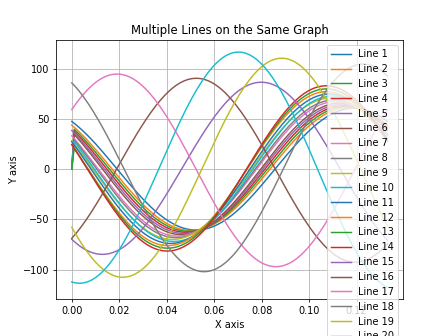 Multiple Lines on the Same Graph
Y axis
100
50
0
−50
−100
0.00
0.02
0.04
0.06
0.08
0.10
X axis
Line 1
Line 2
Line 3
Line 4
Line 5
Line 6
Line 7
Line 8
Line 9
Line 10
Line 11
Line 12
Line 13
Line 14
Line 15
Line 16
Line 17
Line 18
Line 19
Line 20